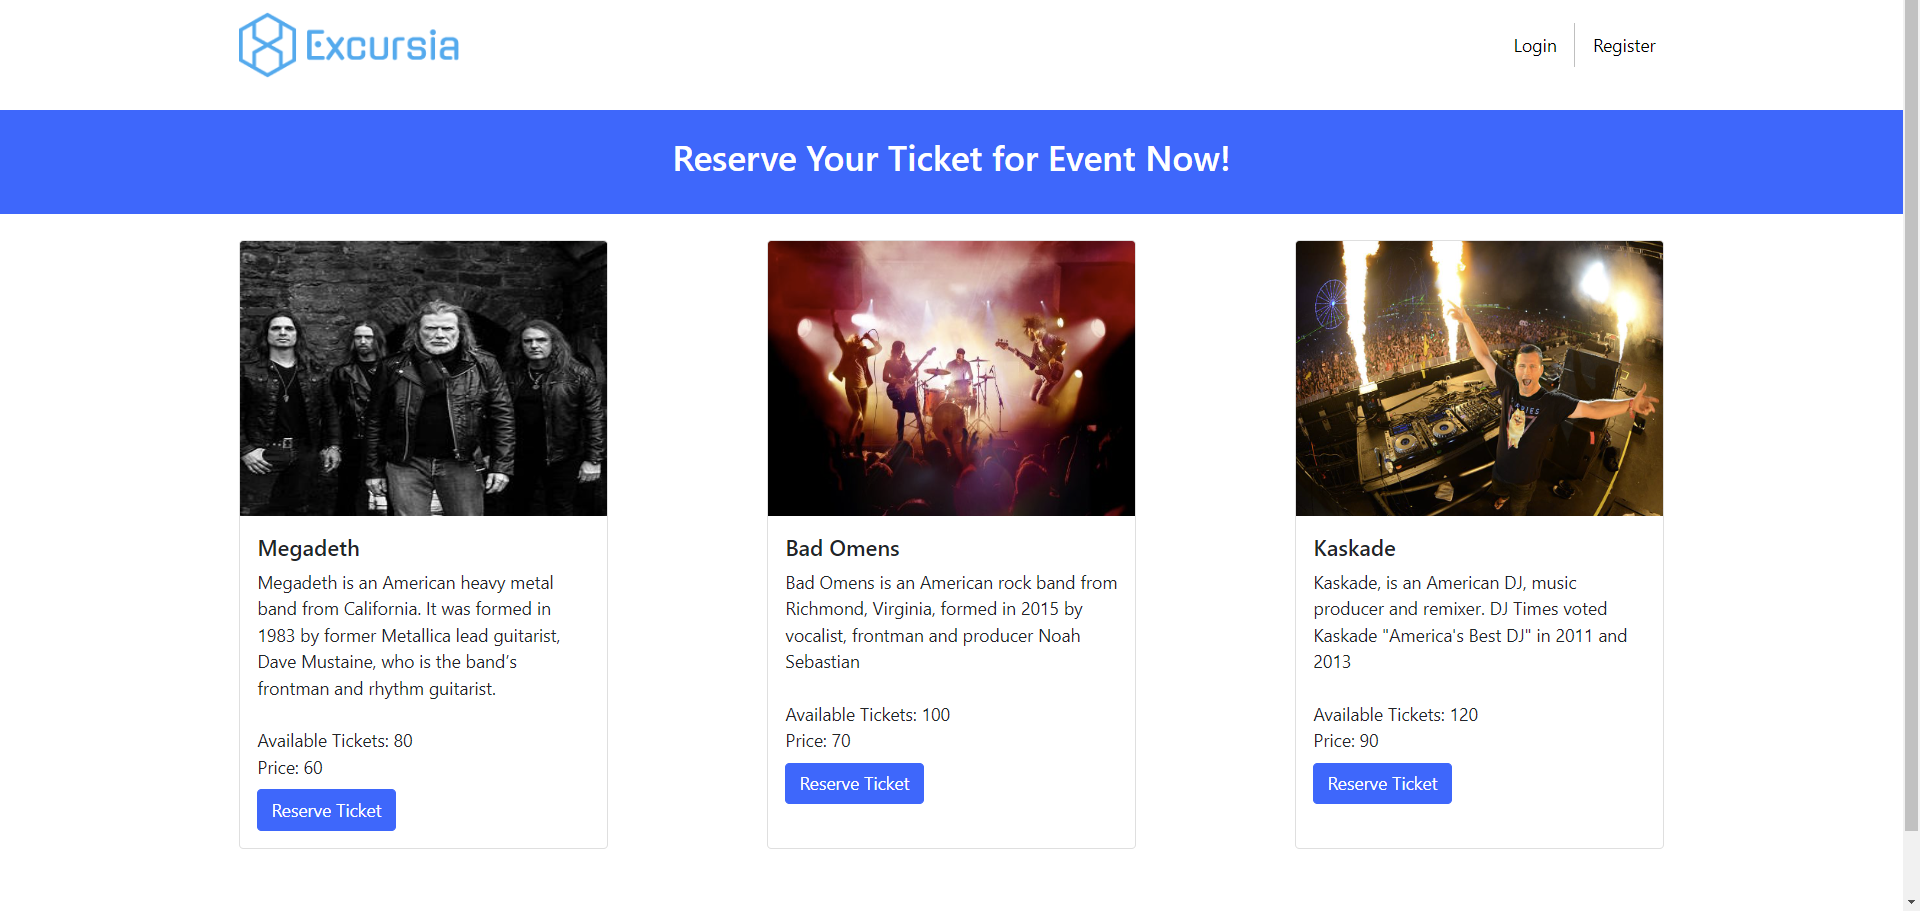 Excursia
Login
Register
Reserve Your Ticket for Event Now!
Megadeth
Megadeth is an American heavy metal
band from California. It was formed in
1983 by former Metallica lead guitarist,
Dave Mustaine, who is the band’s
frontman and rhythm guitarist.
Available Tickets: 80
Price: 60
Reserve Ticket
Bad Omens
Bad Omens is an American rock band from
Richmond, Virginia, formed in 2015 by
vocalist, frontman and producer Noah
Sebastian
Available Tickets: 100
Price: 70
Reserve Ticket
Kaskade
Kaskade, is an American DJ, music
producer and remixer. DJ Times voted
Kaskade "America's Best DJ" in 2011 and
2013
Available Tickets: 120
Price: 90
Reserve Ticket